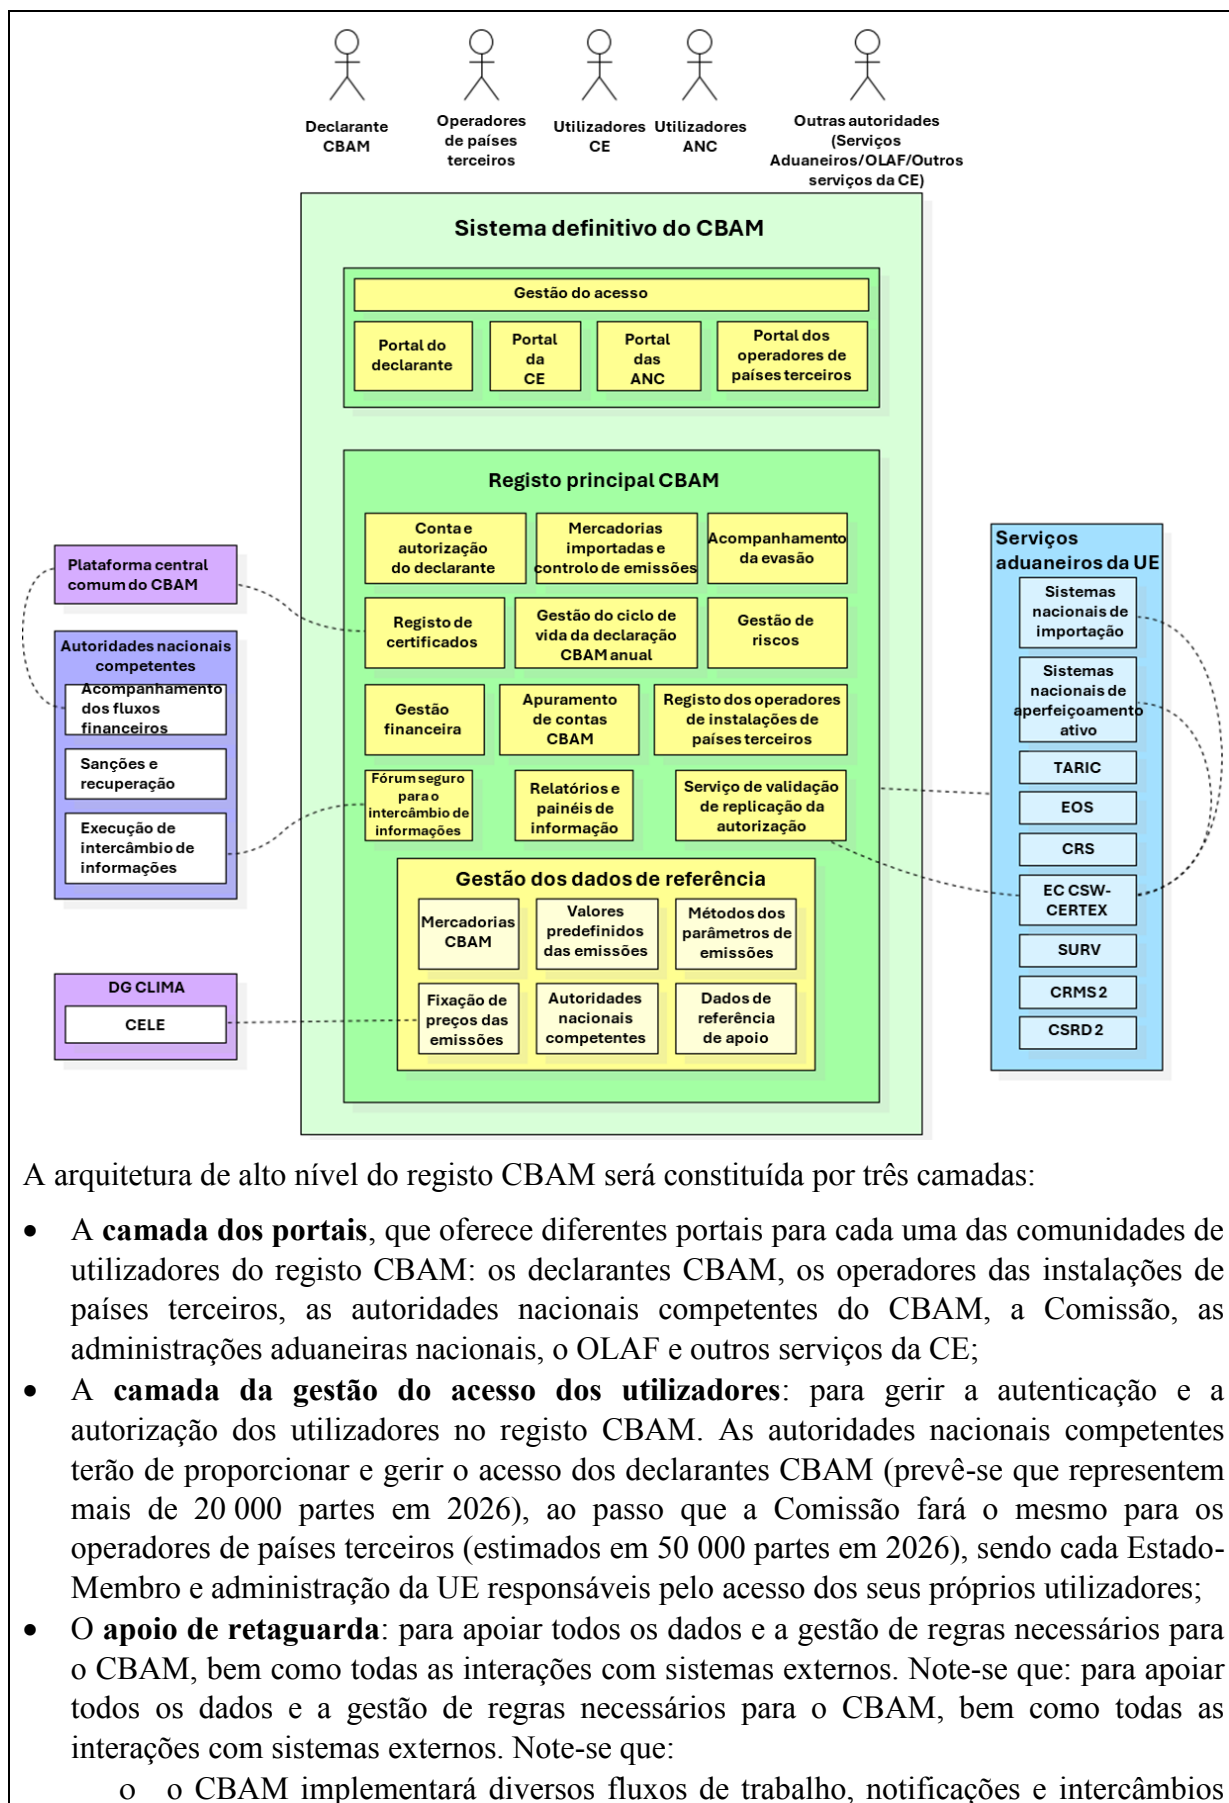 Declarante
CBAM
Operadores
de países
terceiros
Utilizadores
CE
Utilizadores
ANC
Outras autoridades
(Serviços
Aduaneiros/OLAF/Outros
serviços da CE)
Sistema definitivo do CBAM
Gestão do acesso
Portal do
declarante
Portal
da
CE
Portal
das
ANC
Portal dos
operadores de
países terceiros
Registo principal CBAM
Conta e
autorização
do declarante
Mercadorias
importadas e
controlo de emissões
Acompanhamento
da evasão
Registo de
certificados
Gestão do ciclo de
vida da declaração
CBAM anual
Gestão de
riscos
Gestão
financeira
Apuramento
de contas
CBAM
Registo dos operadores
de instalações de
países terceiros
Fórum seguro
para o
intercâmbio de
informações
Relatórios e
painéis de
informação
Serviço de validação
de replicação da
autorização
Gestão dos dados de referência
Mercadorias
CBAM
Valores
predefinidos
das emissões
Métodos dos
parâmetros de
emissões
Fixação de
preços das
emissões
Autoridades
nacionais
competentes
Dados de
referência
de apoio
Plataforma central
comum do CBAM
Autoridades nacionais
competentes
Acompanhamento
dos fluxos
financeiros
Sanções e
recuperação
Execução de
intercâmbio de
informações
DG CLIMA
CELE
Serviços
aduaneiros da UE
Sistemas
nacionais de
importação
Sistemas
nacionais de
aperfeiçoamento
ativo
TARIC
EOS
CRS
EC CSW-
CERTEX
SURV
CRMS 2
CSRD 2
A arquitetura de alto nível do registo CBAM será constituída por três camadas:
• A camada dos portais, que oferece diferentes portais para cada uma das comunidades de
utilizadores do registo CBAM: os declarantes CBAM, os operadores das instalações de
países terceiros, as autoridades nacionais competentes do CBAM, a Comissão, as
administrações aduaneiras nacional, o OLAF e outros serviços da CE;
• A camada da gestão do acesso dos utilizadores: para gerir a autenticação e a
autorização dos utilizadores no registo CBAM. As autoridades nacionais competentes
terão de proporcionar e gerir o acesso dos declarantes CBAM (prevê-se que representem
mais de 20 000 partes em 2026), ao passo que a Comissão fará o mesmo para os
operadores de países terceiros (estimados em 50 000 partes em 2026), sendo cada Estado-
Membro e administração da UE responsáveis pelo acesso dos seus próprios utilizadores;
• O apoio de retaguarda: para apoiar todos os dados e a gestão de regras necessários para
o CBAM, bem como todas as interações com sistemas externos. Note-se que: para apoiar
todos os dados e a gestão de regras necessários para o CBAM, bem como todas as
interações com sistemas externos. Note-se que:
o o CBAM implementará diversos fluxos de trabalho, notificações e intercâmbios